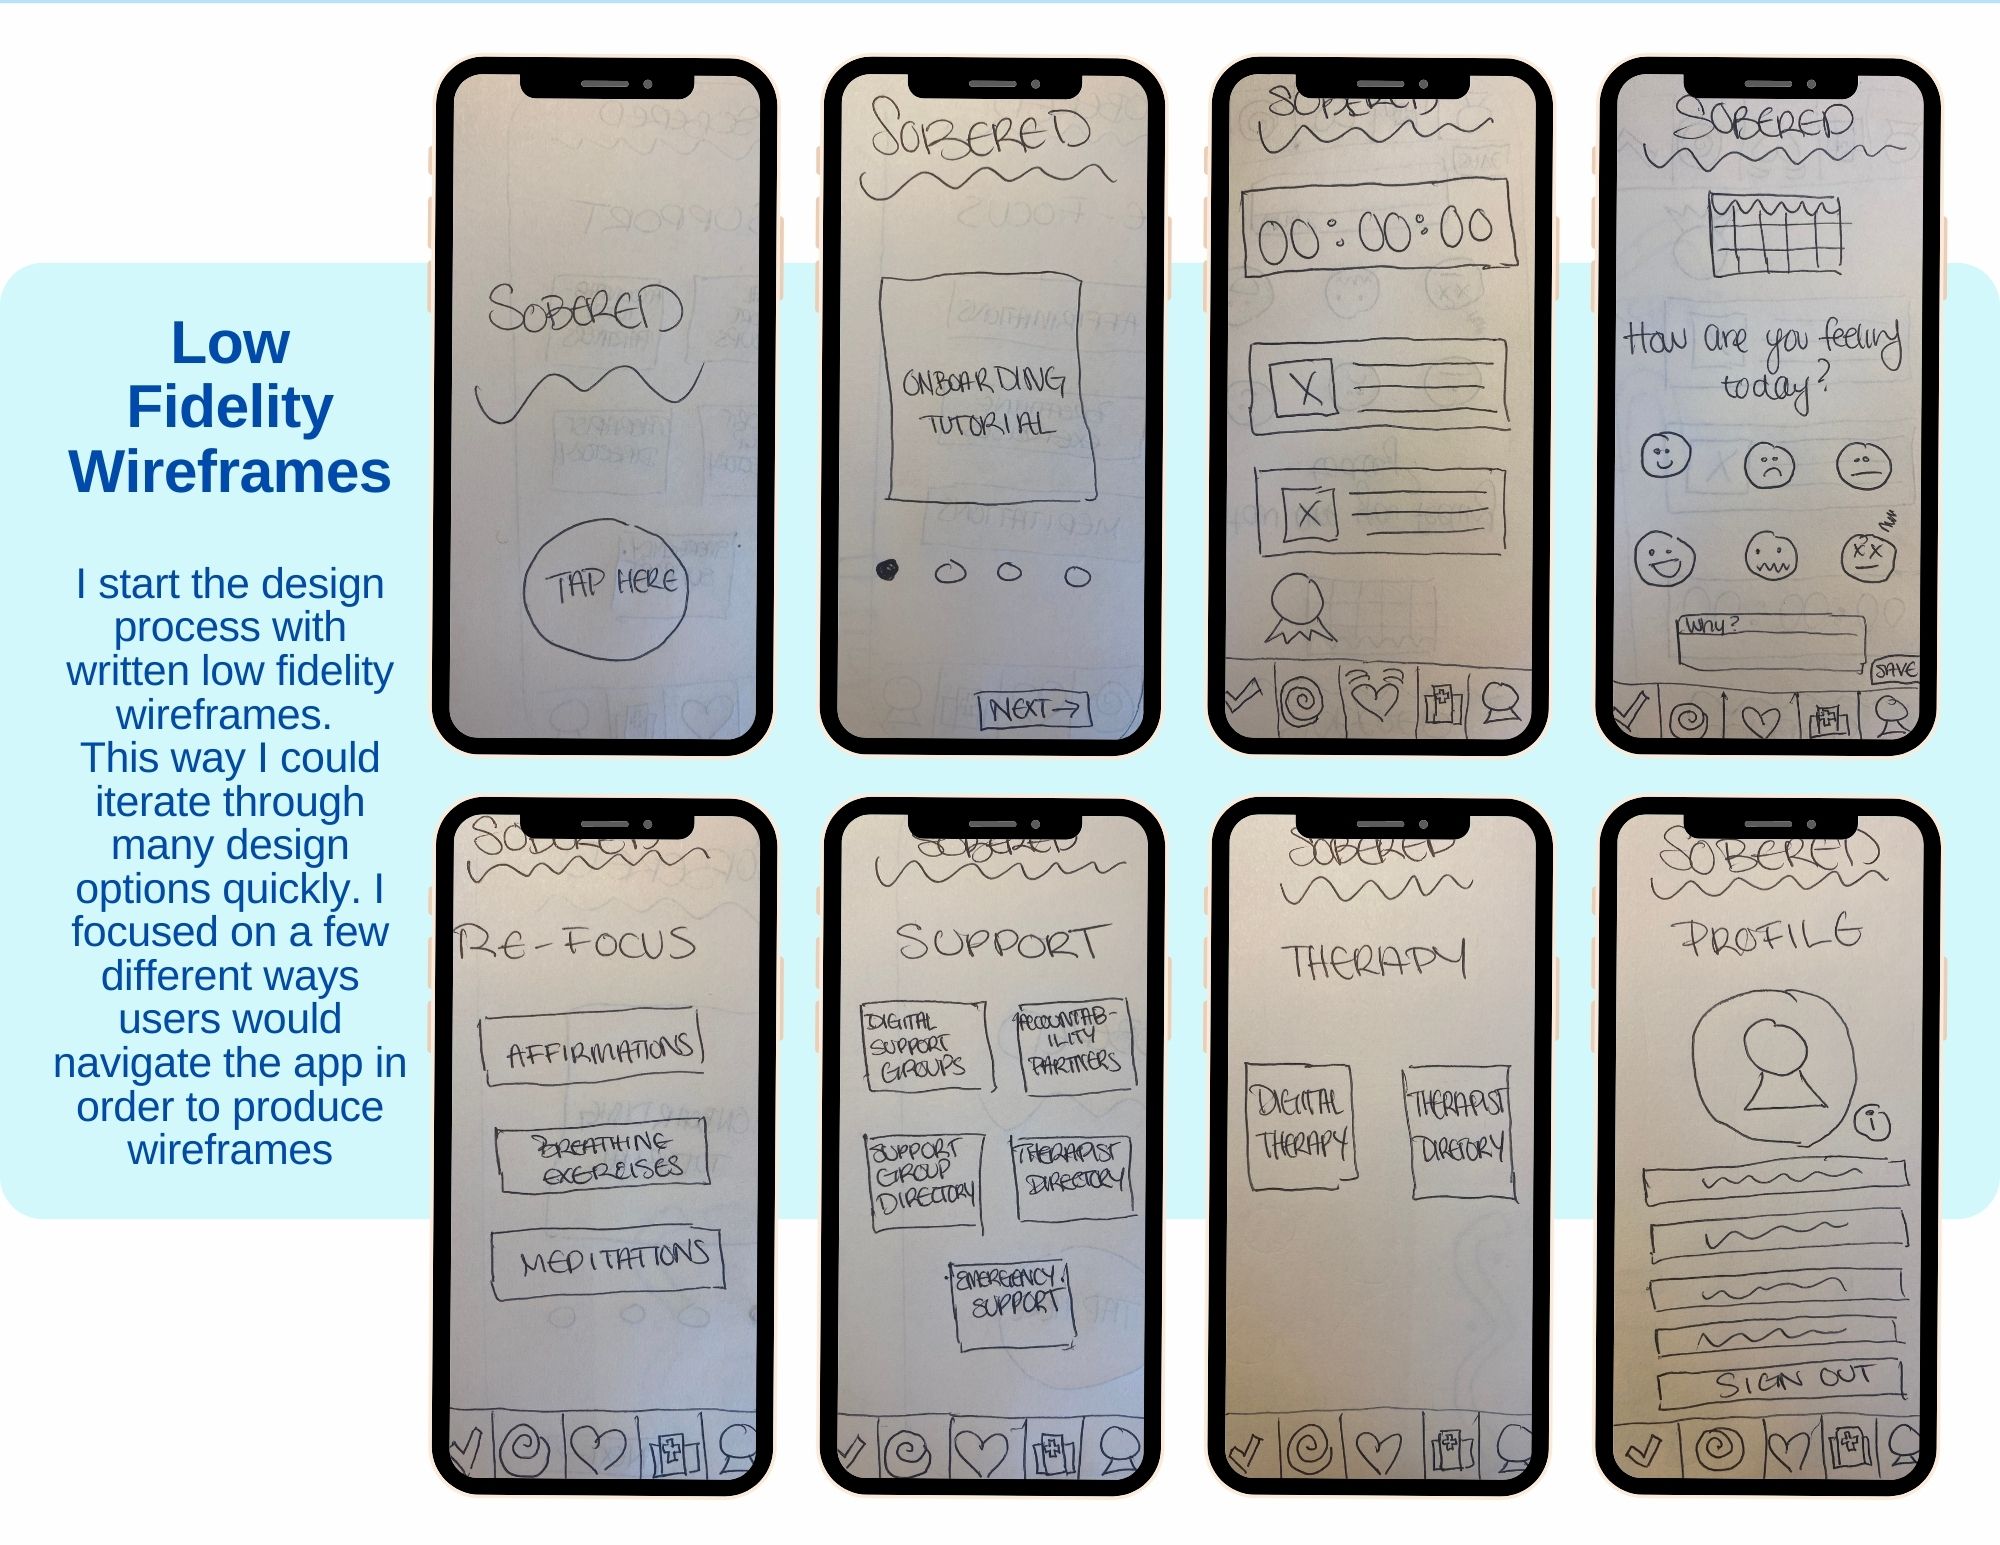 Low
Fidelity
Wireframes
I start the design
process with
written low fidelity
wireframes.
This way I could
iterate through
many design
options quickly. I
focused on a few
different ways
users would
navigate the app in
order to produce
wireframes
SOBERED
TAP HERE
SOBERED
ONBOARDING
TUTORIAL
NEXT→
SOBERED
00:00:00
X
X
SOBERED
How are you feeling
today?
Why?
SAVE
SOBERED
RE-FOCUS
AFFIRMATIONS
BREATHING
EXERCISES
MEDITATIONS
SOBERED
SUPPORT
DIGITAL
SUPPORT
GROUPS
ACCOUNTAB-
ILITY
PARTNERS
SUPPORT
GROUP
DIRECTORY
THERAPIST
DIRECTORY
EMERGENCY
SUPPORT
SOBERED
THERAPY
DIGITAL
THERAPY
THERAPIST
DIRETORY
SOBERED
PROFILE
i
SIGN OUT